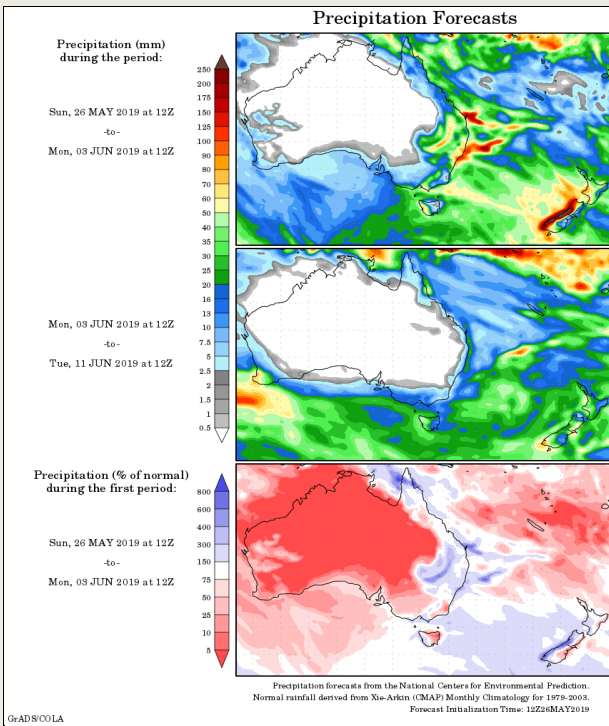 Precipitation Forecasts
Precipitation (mm)
during the period:
Sun, 26 MAY 2019 at 12Z
-to-
Mon, 03 JUN 2019 at 12Z
250
200
175
150
125
100
90
80
70
60
50
40
35
30
25
20
16
13
10
7.5
5
2.5
2
1.5
1
0.5
Mon, 03 JUN 2019 at 12Z
-to-
Tue, 11 JUN 2019 at 12Z
Precipitation (% of normal)
during the first period:
Sun, 26 MAY 2019 at 12Z
-to-
Mon, 03 JUN 2019 at 12Z
800
600
400
300
150
75
50
25
10
5
Precipitation forecasts from the National Centers for Environmental Prediction.
Normal rainfall derived from Xie-Arkin (CMAP) Monthly Climatology for 1979-2003.
Forecast Initialization Time: 12Z26MAY2019
GrADS/COLA